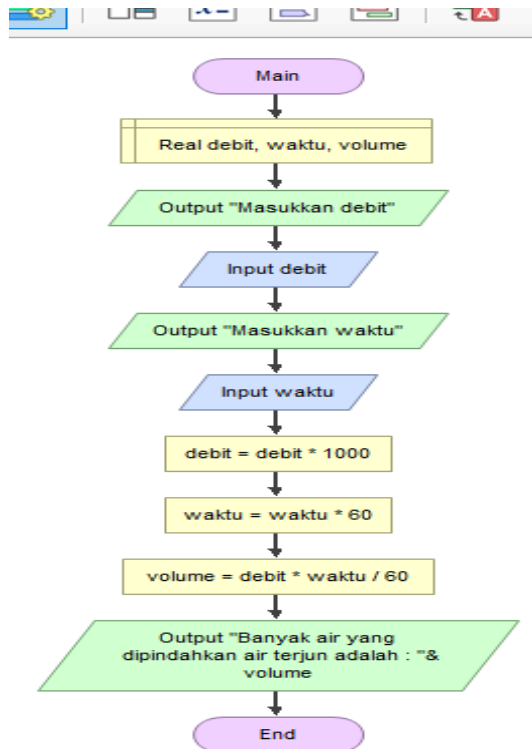 Main
Real debit, waktu, volume
Output "Masukkan debit"
Input debit
Output "Masukkan waktu"
Input waktu
debit = debit * 1000
waktu = waktu * 60
volume = debit * waktu / 60
Output "Banyak air yang
dipindahkan air terjun adalah : "&
volume
End